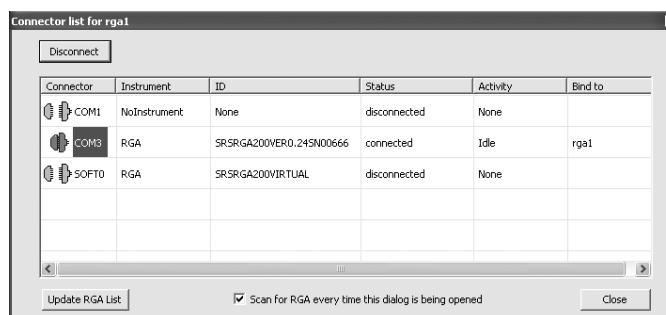 Connector list for rga1
Disconnect
Connector Instrument ID Status Activity Bind to
COM1 NoInstrument None disconnected None
COM3 RGA SRSRGA200VER0.24SN00666 connected Idle rga1
SOFT0 RGA SRSRGA200VIRTUAL disconnected None
Update RGA List Scan for RGA every time this dialog is being opened Close